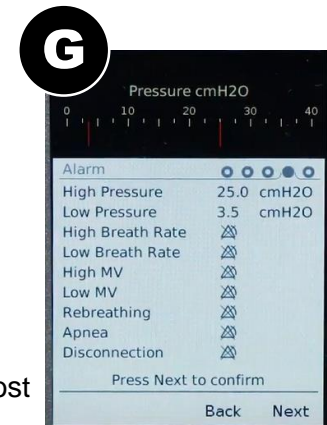 G
Pressure cmH2O
0 10 20 30 40
Alarm
High Pressure 25.0 cmH2O
Low Pressure 3.5 cmH2O
High Breath Rate
Low Breath Rate
High MV
Low MV
Rebreathing
Apnea
Disconnection
Press Next to confirm
ost
Back Next